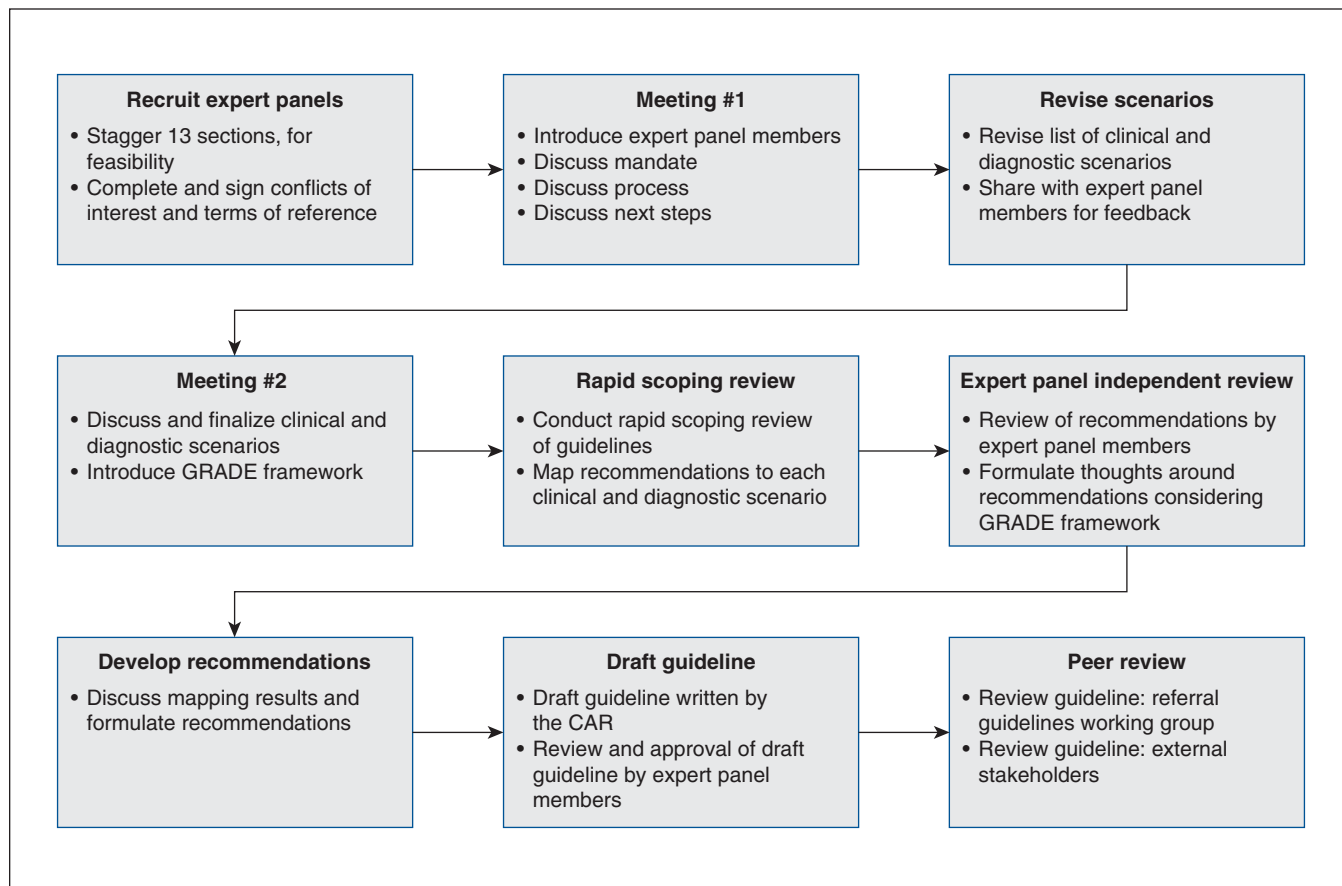 Recruit expert panels
• Stagger 13 sections, for
feasibility
• Complete and sign conflicts of
interest and terms of reference
Meeting #1
• Introduce expert panel members
• Discuss mandate
• Discuss process
• Discuss next steps
Revise scenarios
• Revise list of clinical and
diagnostic scenarios
• Share with expert panel
members for feedback
Meeting #2
• Discuss and finalize clinical and
diagnostic scenarios
• Introduce GRADE framework
Rapid scoping review
• Conduct rapid scoping review
of guidelines
• Map recommendations to each
clinical and diagnostic scenario
Expert panel independent review
• Review of recommendations by
expert panel members
• Formulate thoughts around
recommendations considering
GRADE framework
Develop recommendations
• Discuss mapping results and
formulate recommendations
Draft guideline
• Draft guideline written by
the CAR
• Review and approval of draft
guideline by expert panel
members
Peer review
• Review guideline: referral
guidelines working group
• Review guideline: external
stakeholders